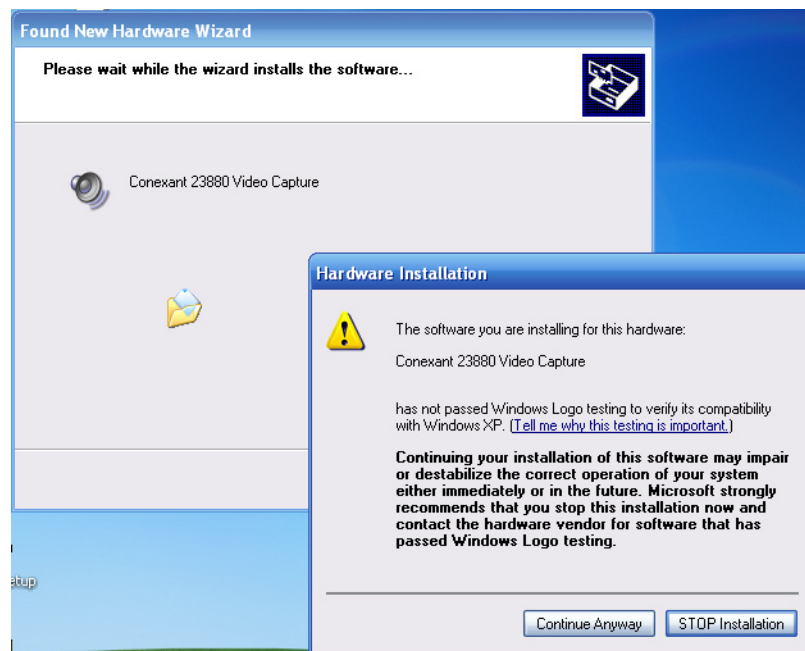 Found New Hardware Wizard
Please wait while the wizard installs the software...
Conexant 23880 Video Capture
Hardware Installation
The software you are installing for this hardware:
Conexant 23880 Video Capture
has not passed Windows Logo testing to verify its compatibility
with Windows XP. (Tell me why this testing is important.)
Continuing your installation of this software may impair
or destabilize the correct operation of your system
either immediately or in the future. Microsoft strongly
recommends that you stop this installation now and
contact the hardware vendor for software that has
passed Windows Logo testing.
etup
Continue Anyway STOP Installation